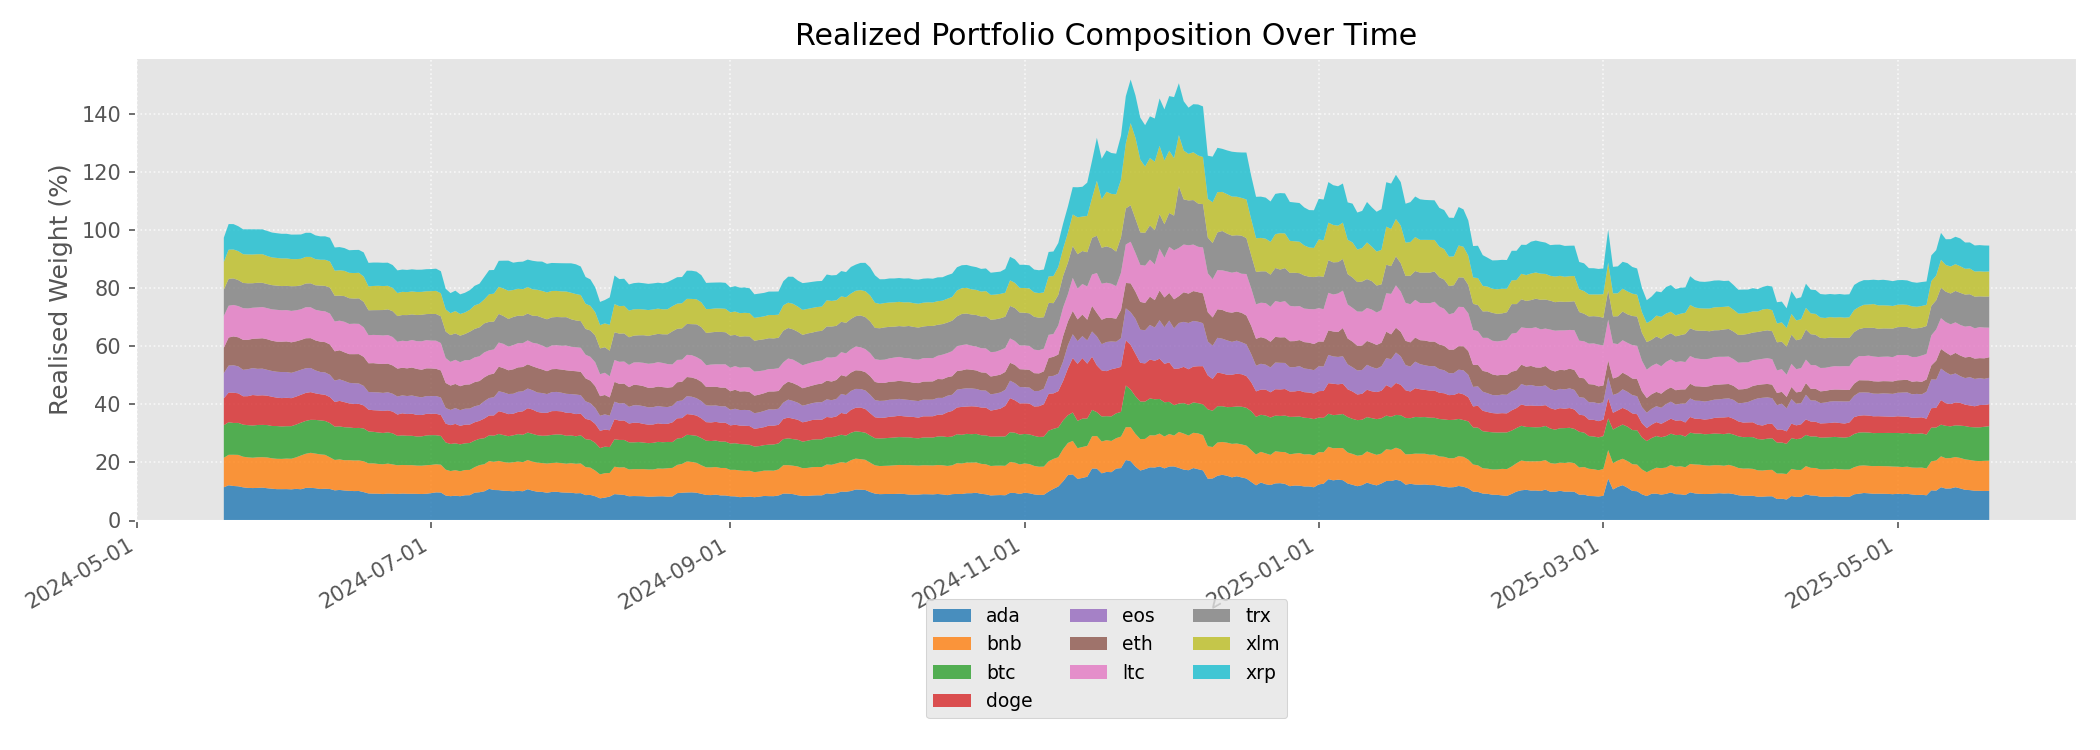 Realized Portfolio Composition Over Time
Realised Weight (%)
140
120
100
80
60
40
20
0
2024-05-01
2024-07-01
2024-09-01
2024-11-01
2025-01-01
2025-03-01
2025-05-01
ada
bnb
btc
doge
eos
eth
ltc
trx
xlm
xrp